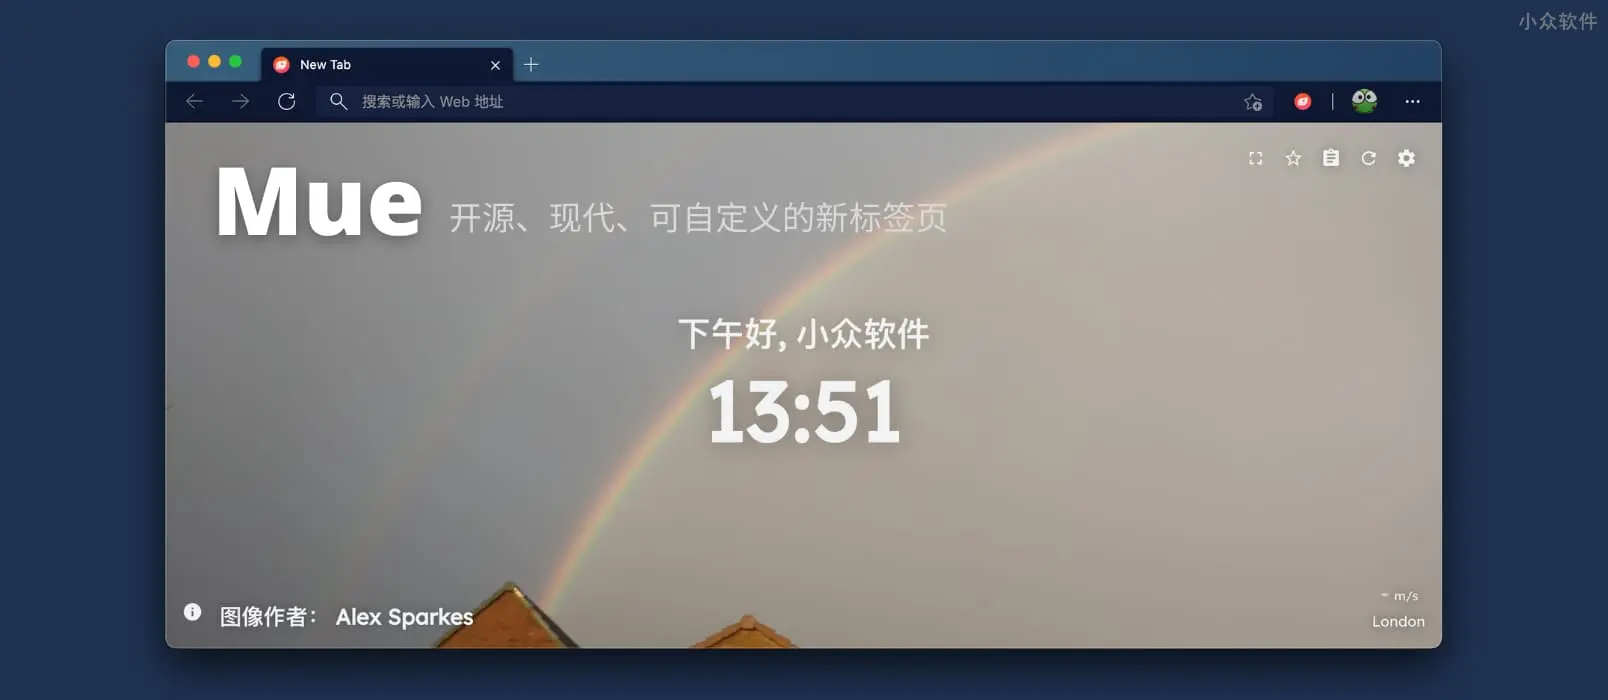 小众软件
New Tab
搜索或输入 Web 地址
Mue 开源、现代、可自定义的新标签页
下午好, 小众软件
13:51
图像作者： Alex Sparkes
m/s
London